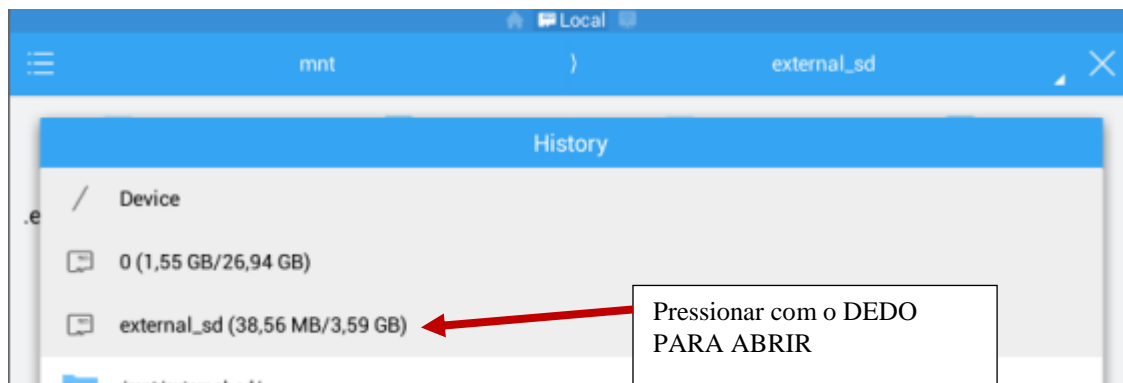 Local
mnt
external_sd
History
Device
.e
0 (1,55 GB/26,94 GB)
external_sd (38,56 MB/3,59 GB)
Pressionar com o DEDO
PARA ABRIR